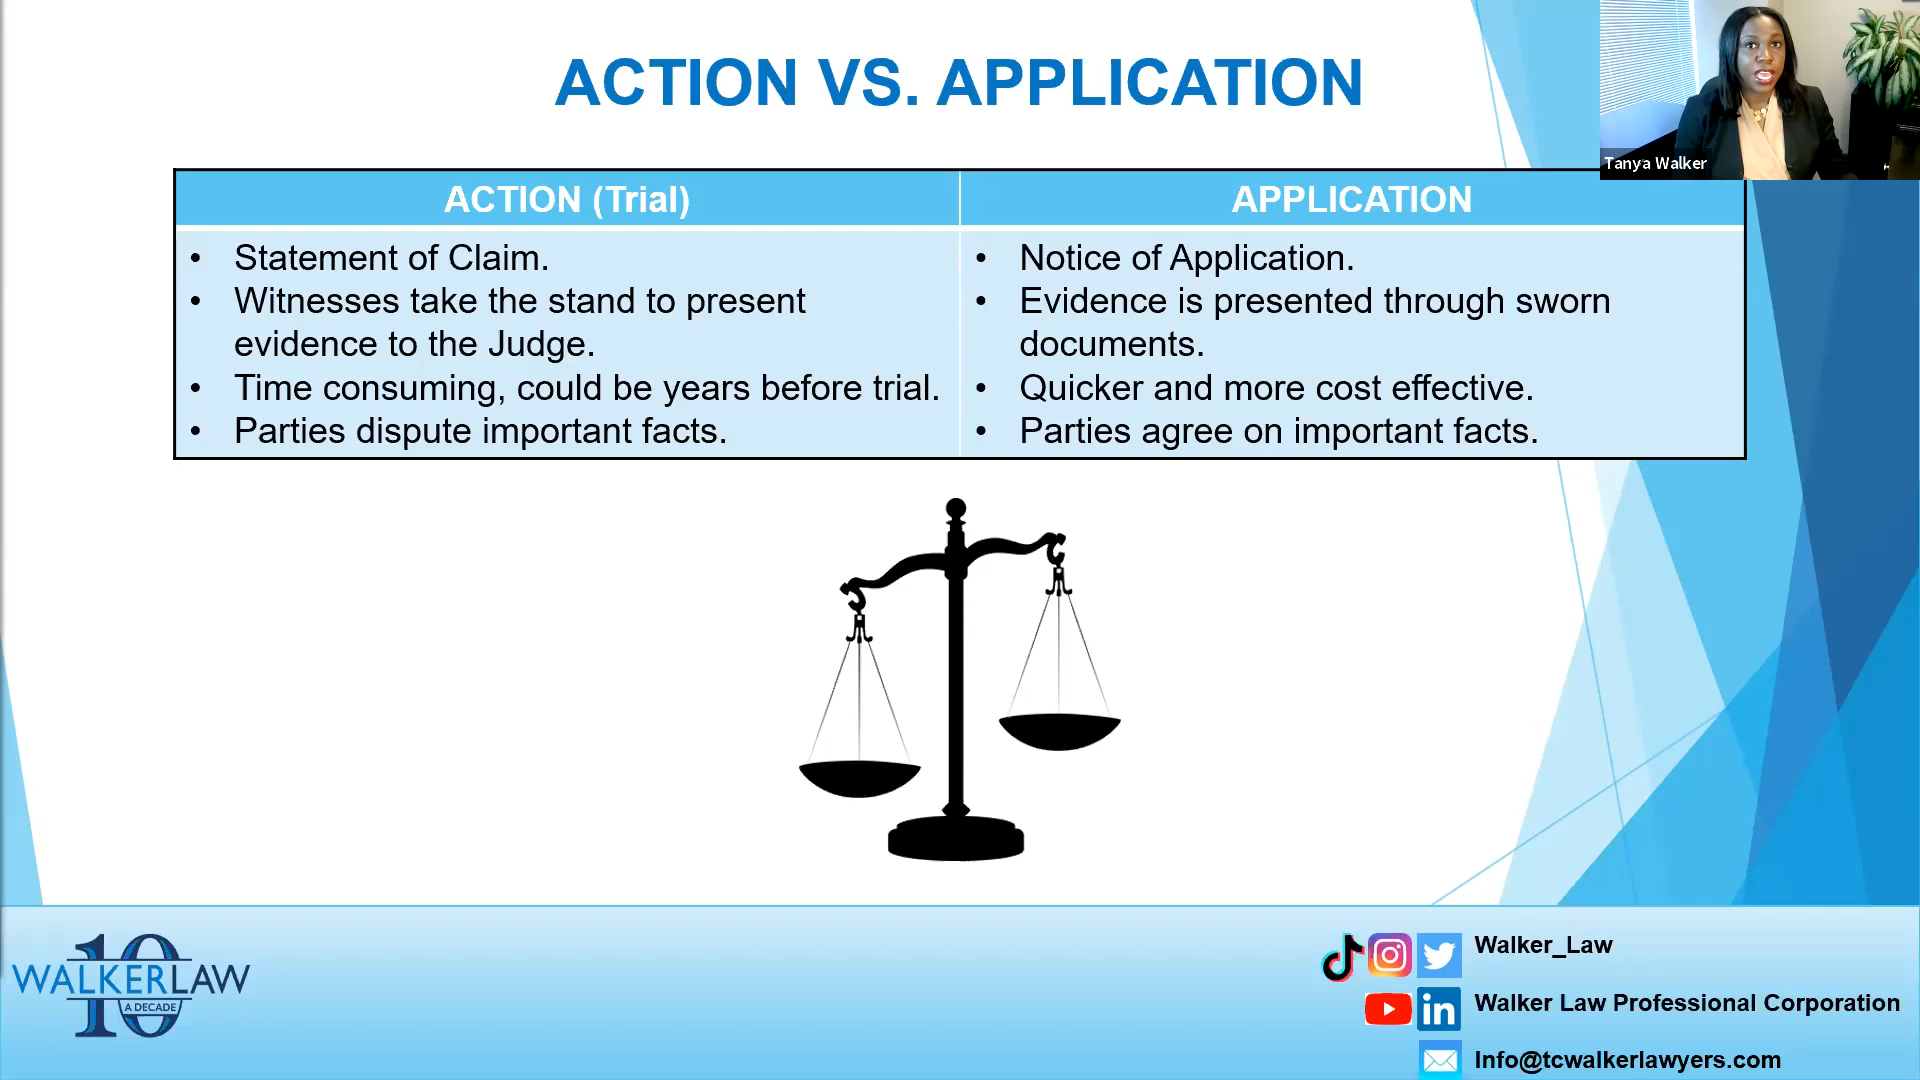 ACTION VS. APPLICATION
Tanya Walker
ACTION (Trial)
• Statement of Claim.
• Witnesses take the stand to present
evidence to the Judge.
• Time consuming, could be years before trial.
• Parties dispute important facts.
APPLICATION
• Notice of Application.
• Evidence is presented through sworn
documents.
• Quicker and more cost effective.
• Parties agree on important facts.
10
WALKERLAW
A DECADE
Walker_Law
Walker Law Professional Corporation
Info@tcwalkerlawyers.com